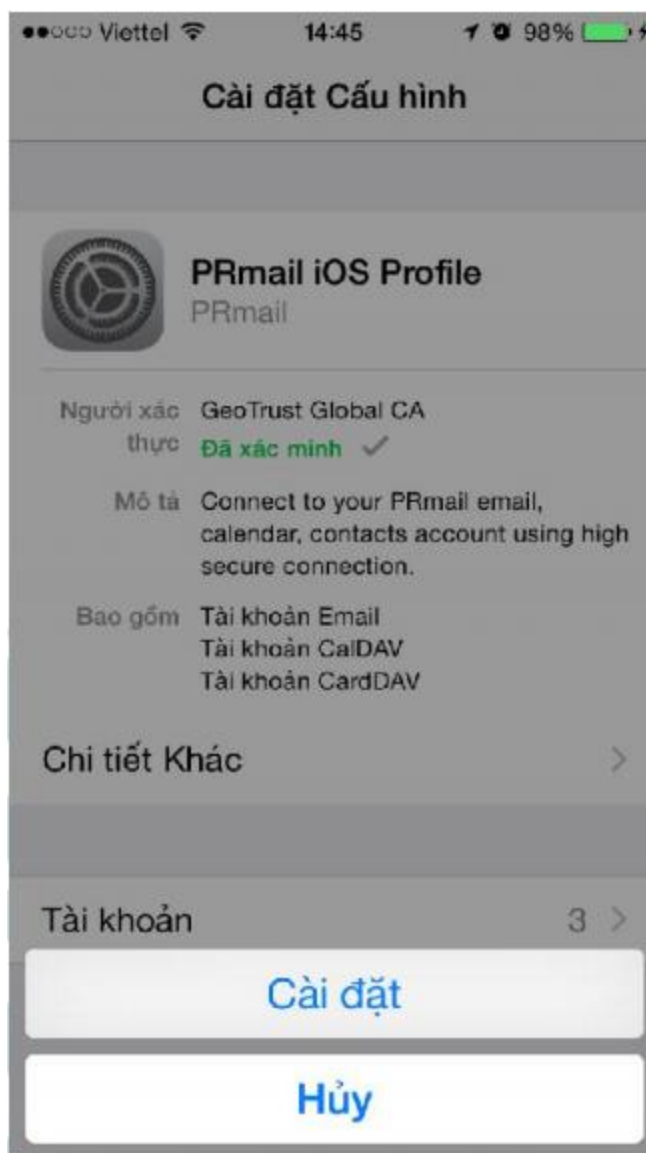 Viettel 14:45 98%
Cài đặt Cấu hình
PRmail iOS Profile
PRmail
Người xác thực
GeoTrust Global CA
Đã xác minh
Mô tả
Connect to your PRmail email,
calendar, contacts account using high
secure connection.
Bao gồm
Tài khoản Email
Tài khoản CalDAV
Tài khoản CardDAV
Chi tiết Khác
Tài khoản 3
Cài đặt
Hủy